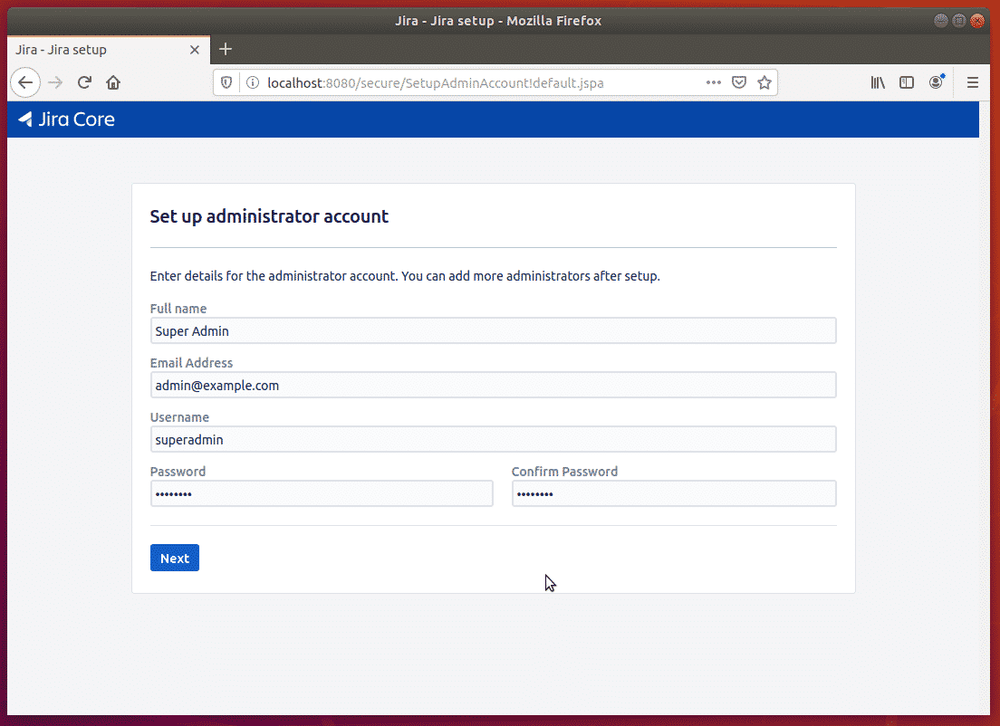 Jira - Jira setup - Mozilla Firefox
Jira - Jira setup
localhost:8080/secure/SetupAdminAccount!default.jspa
Jira Core
Set up administrator account
Enter details for the administrator account. You can add more administrators after setup.
Full name
Super Admin
Email Address
admin@example.com
Username
superadmin
Password Confirm Password
•••••••• ••••••••
Next